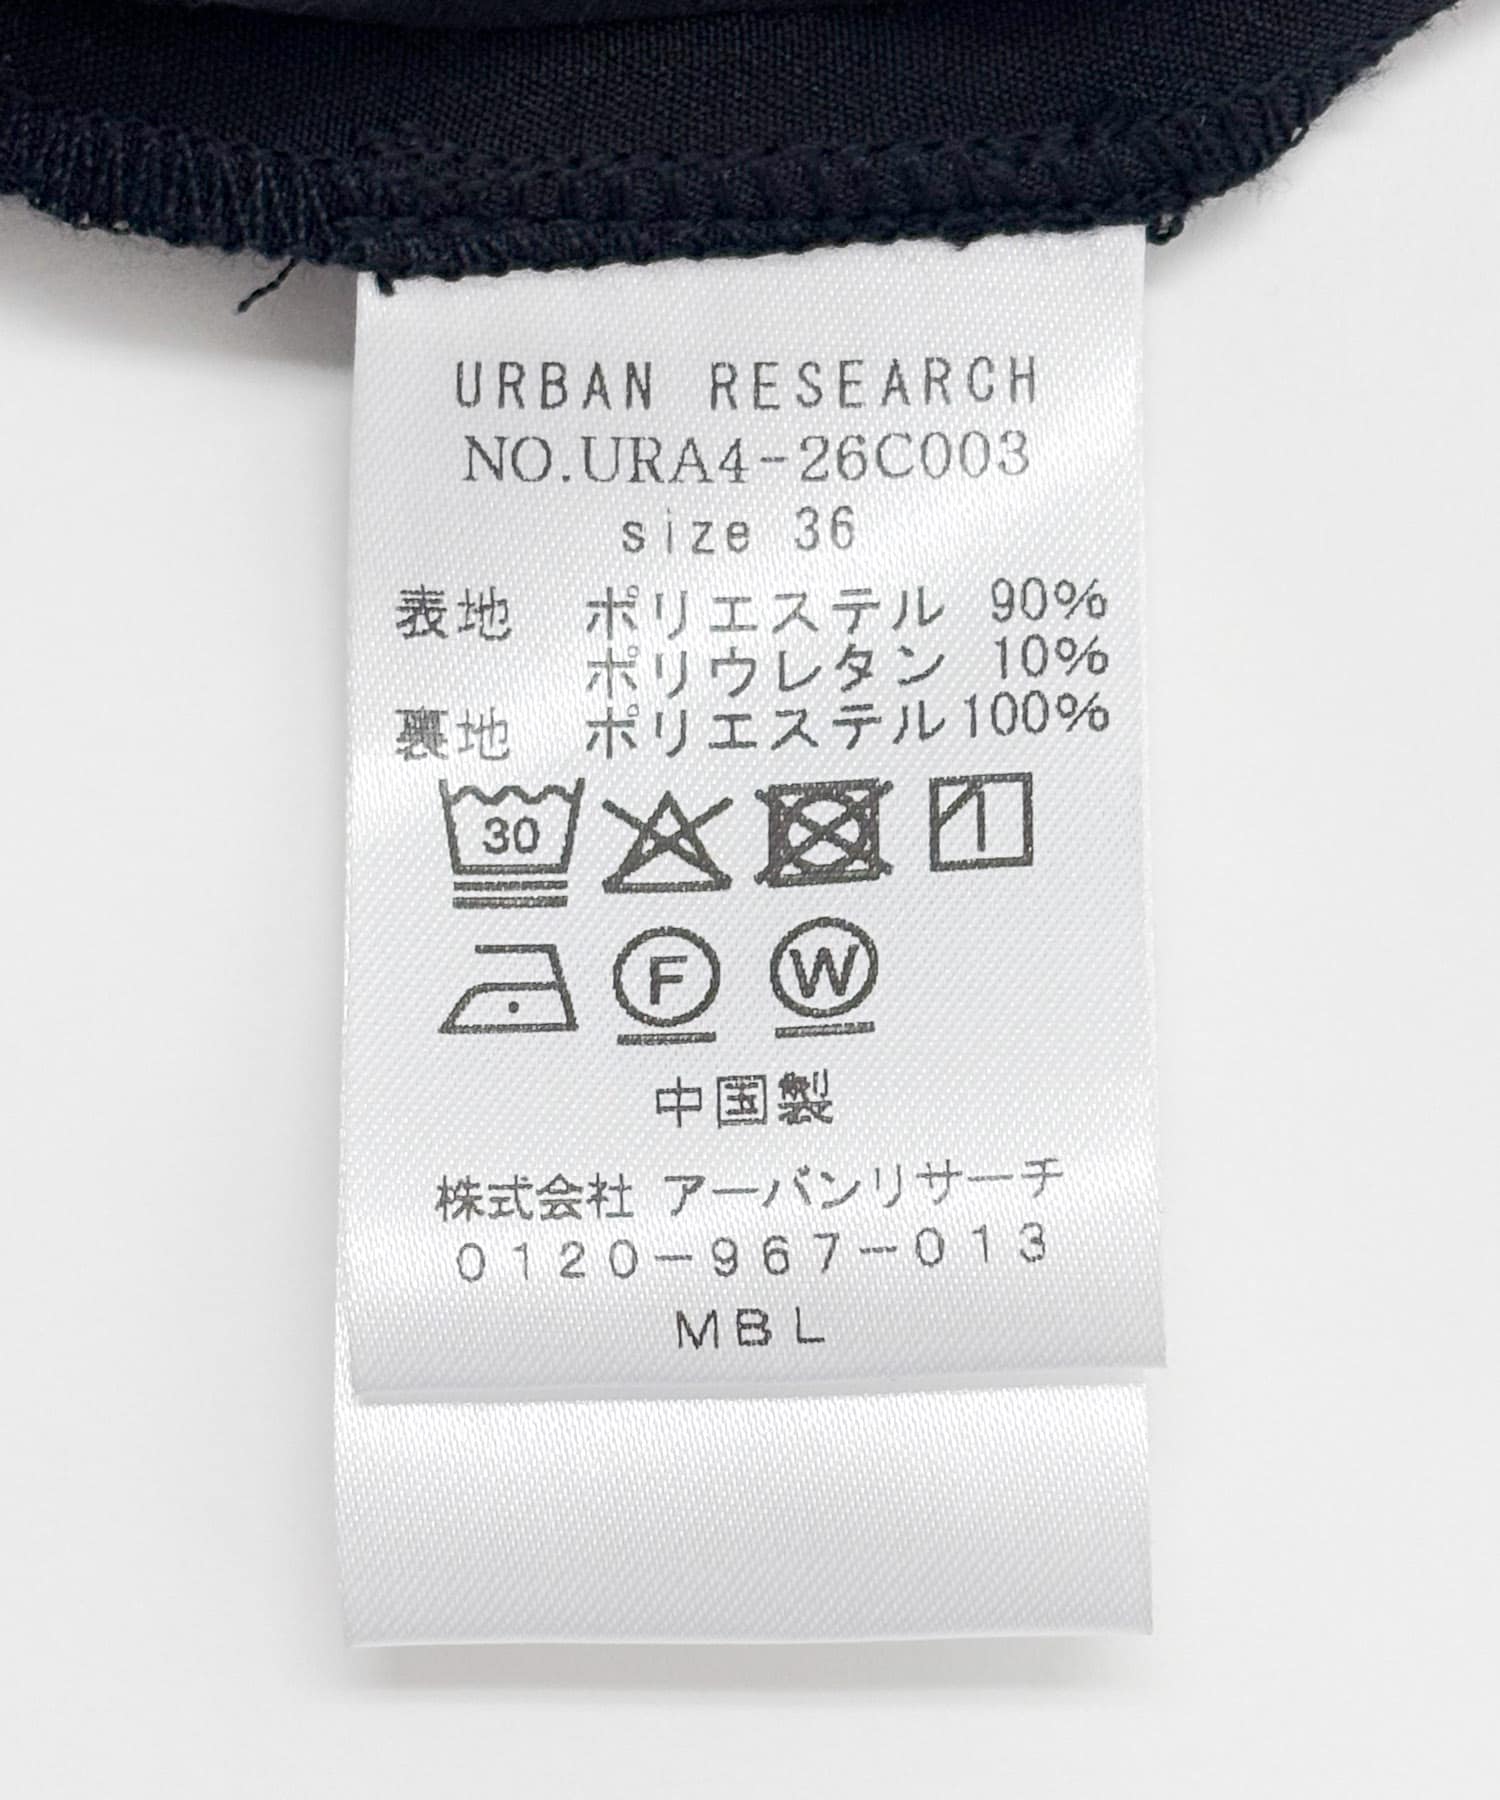 URBAN RESEARCH
NO.URA4-26C003
size 36
表地 ポリエステル 90%
ポリウレタン 10%
裏地 ポリエステル 100%
30
F W
中国製
株式会社 アーバンリサーチ
0120-967-013
MBL